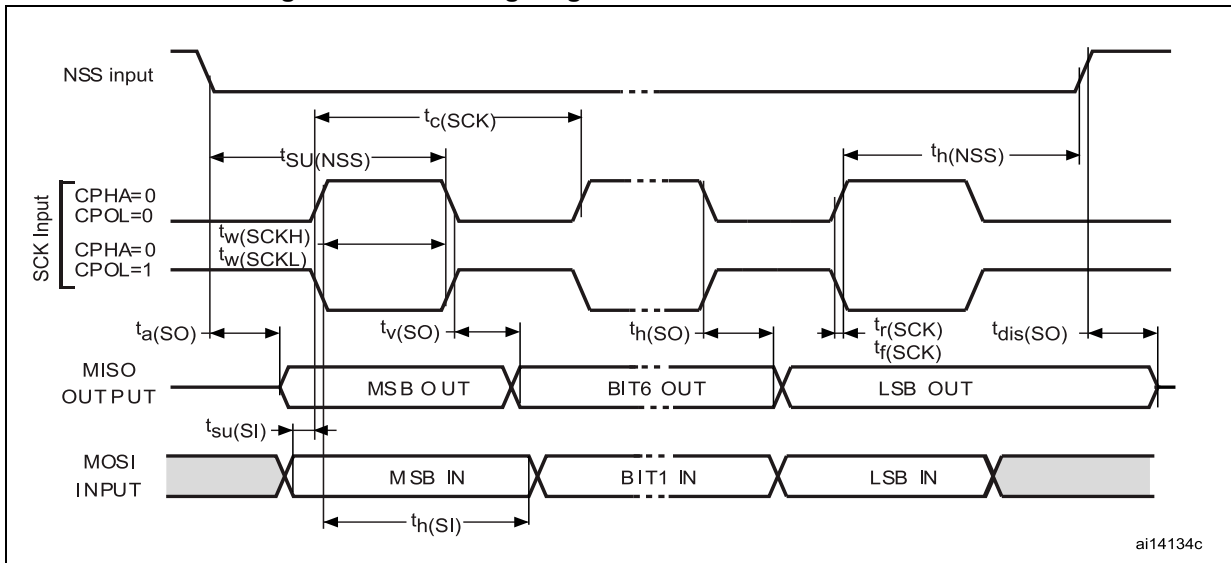 NSS input
tc(SCK)
tSU(NSS)
th(NSS)
SCK Input
CPHA=0
CPOL=0
CPHA=0
CPOL=1
tw(SCKH)
tw(SCKL)
ta(SO)
tv(SO)
th(SO)
tr(SCK)
tf(SCK)
tdis(SO)
MISO
OUTPUT
MSB OUT
BIT6 OUT
LSB OUT
tsu(SI)
MOSI
INPUT
MSB IN
BIT1 IN
LSB IN
th(SI)
ai14134c